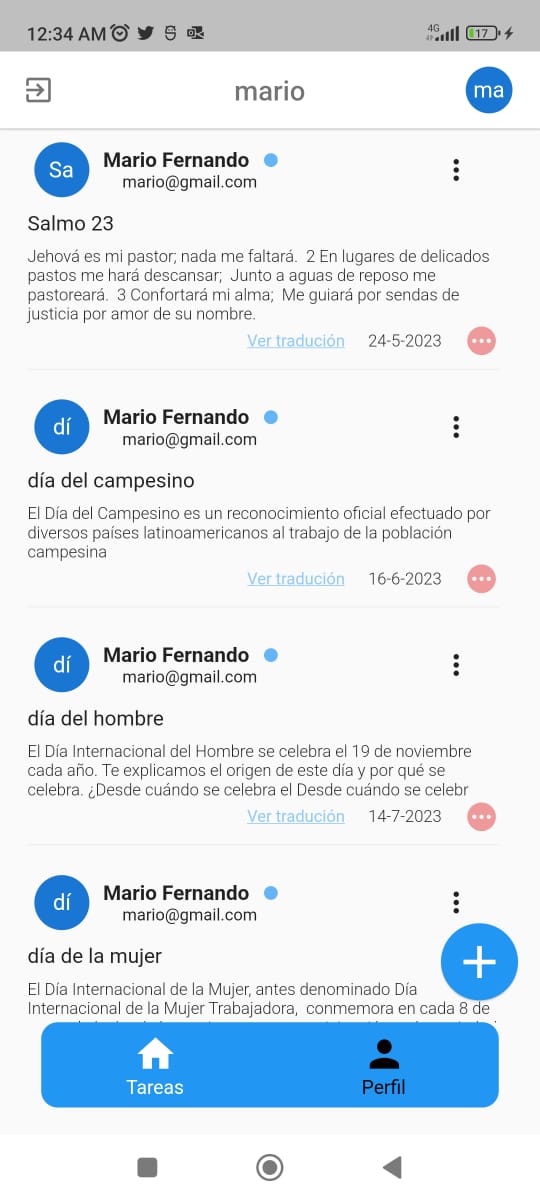 12:34 AM
4G
17
mario
ma
Sa
Mario Fernando
mario@gmail.com
Salmo 23
Jehová es mi pastor; nada me faltará.  2 En lugares de delicados
pastos me hará descansar;  Junto a aguas de reposo me
pastoreará.  3 Confortará mi alma;  Me guiará por sendas de
justicia por amor de su nombre.
Ver tradución 24-5-2023
dí
Mario Fernando
mario@gmail.com
día del campesino
El Día del Campesino es un reconocimiento oficial efectuado por
diversos países latinoamericanos al trabajo de la población
campesina
Ver tradución 16-6-2023
dí
Mario Fernando
mario@gmail.com
día del hombre
El Día Internacional del Hombre se celebra el 19 de noviembre
cada año. Te explicamos el origen de este día y por qué se
celebra. ¿Desde cuándo se celebra el Desde cuándo se celebr
Ver tradución 14-7-2023
dí
Mario Fernando
mario@gmail.com
día de la mujer
El Día Internacional de la Mujer, antes denominado Día
Internacional de la Mujer Trabajadora,  conmemora en cada 8 de
Tareas
Perfil